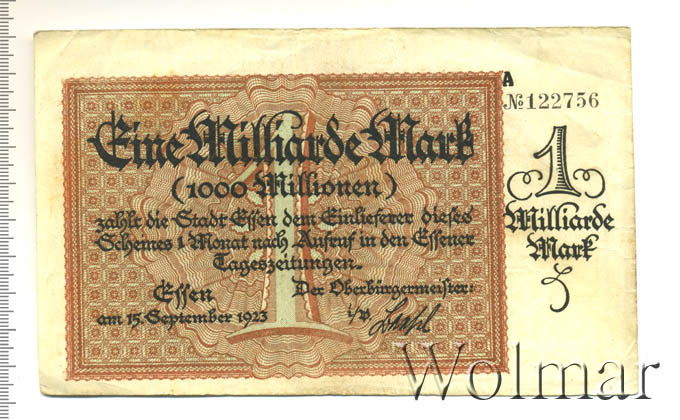 A
№122756
Eine Milliarde Mark
(1000 Millionen)
zahlt die Stadt Essen dem Einlieferer dieses
Scheines 1 Monat nach Aufruf in den Essener
Tageszeitungen.
Essen
am 15. September 1923
Der Oberbürgermeister:
i/v.
1
Milliarde
Mark
Wolmar